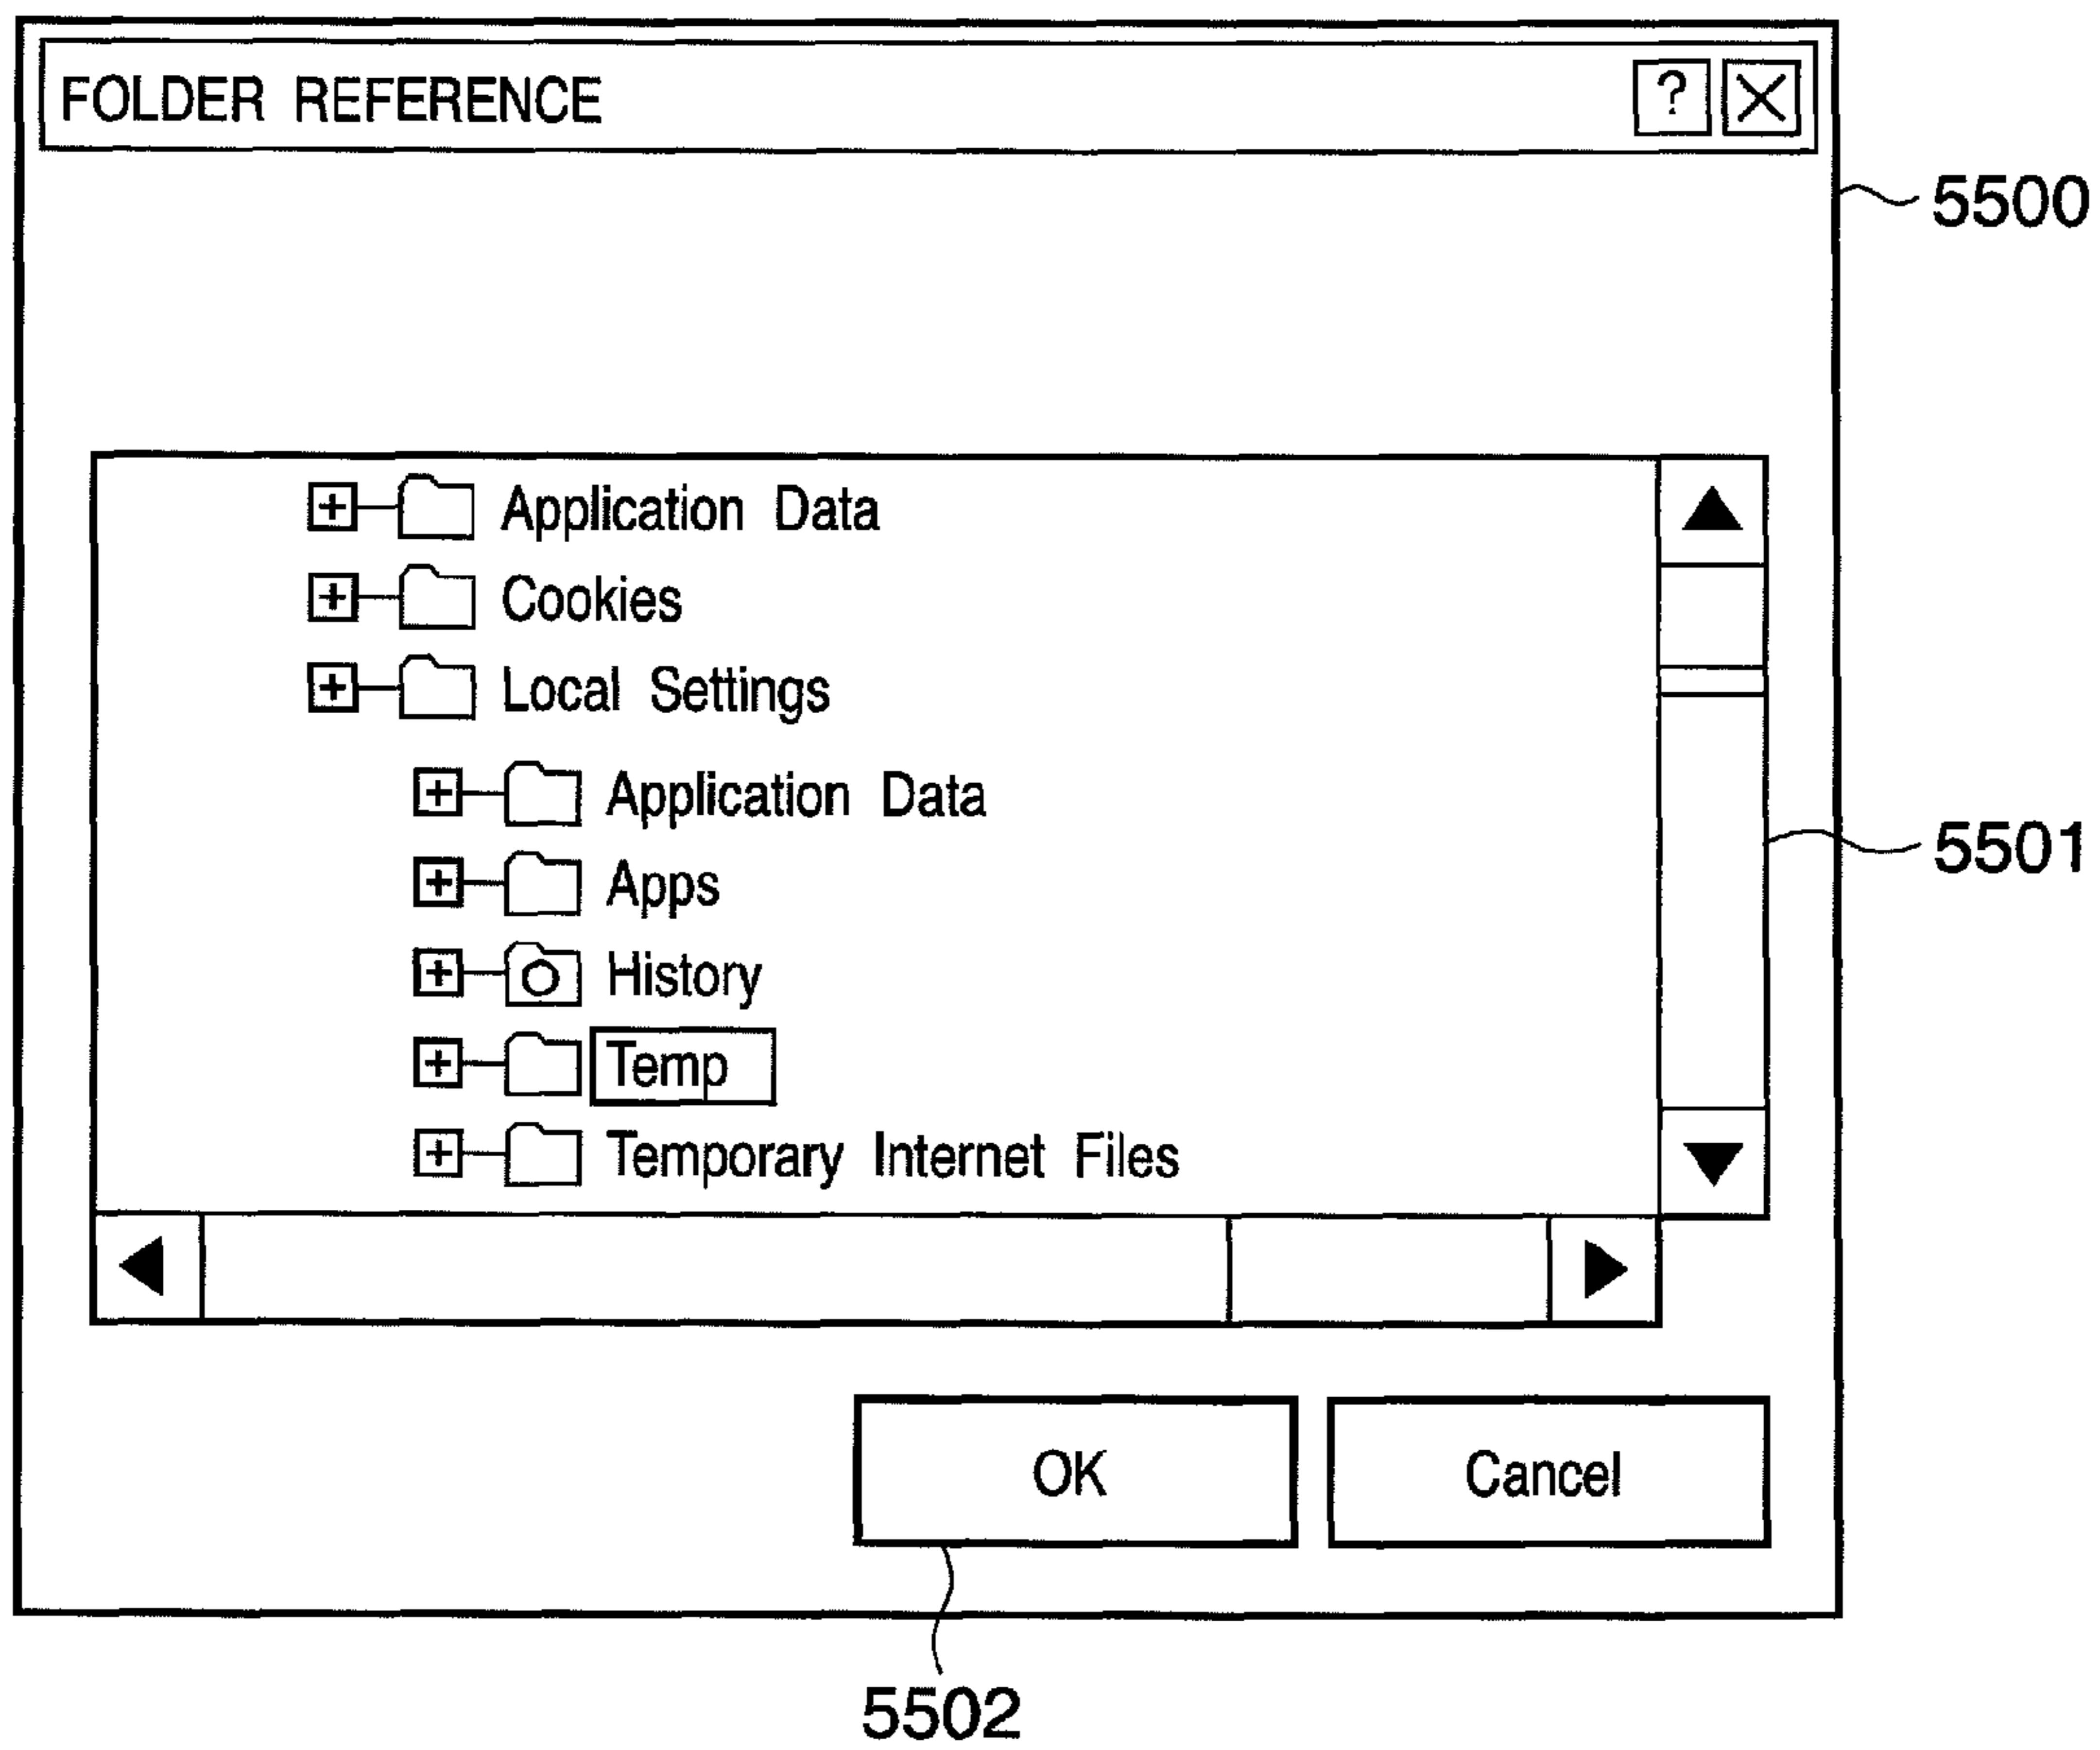 FOLDER REFERENCE ? X
5500
Application Data
Cookies
Local Settings
Application Data
5501
Apps
History
Temp
Temporary Internet Files
OK Cancel
5502